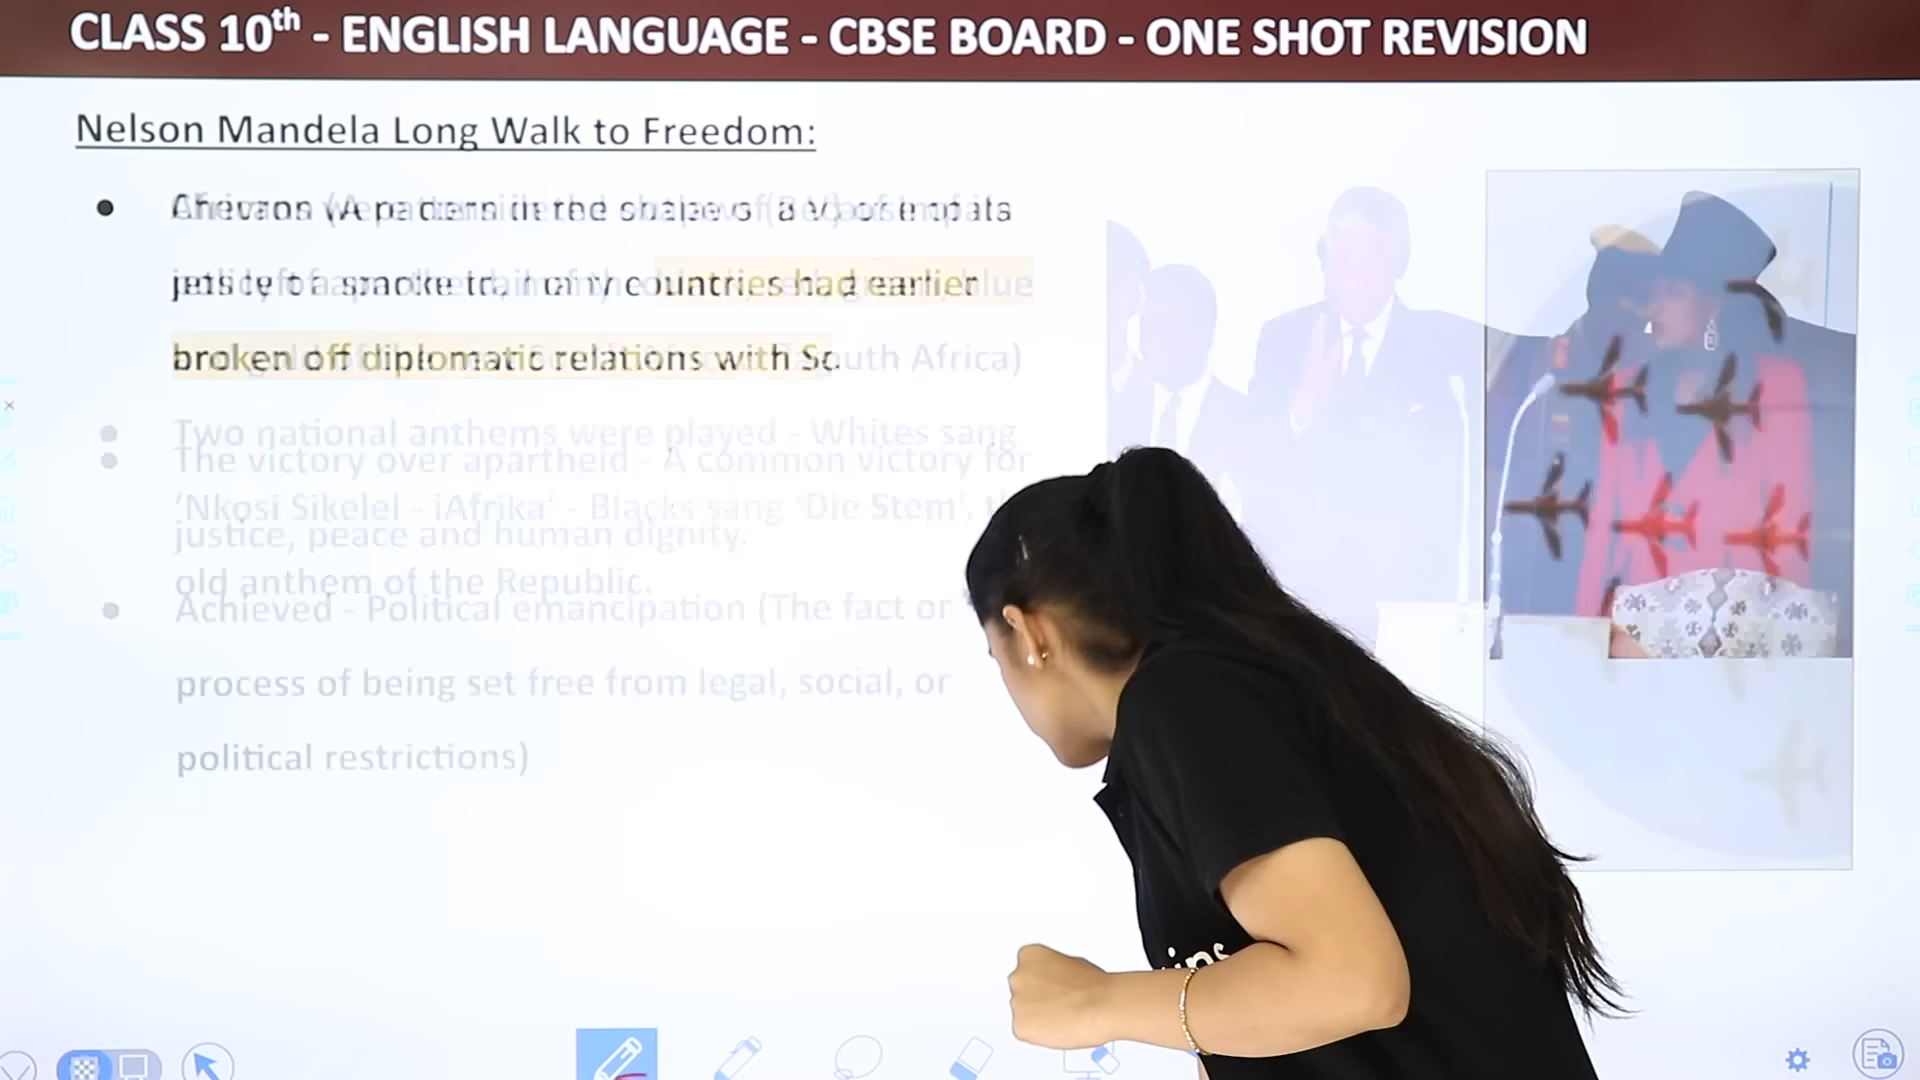 CLASS 10th - ENGLISH LANGUAGE - CBSE BOARD - ONE SHOT REVISION
Nelson Mandela Long Walk to Freedom:
countries had earlier
broken off diplomatic relations with South Africa)
Two national anthems were played - Whites sang
The victory over apartheid - A common victory for
‘Nkosi Sikelel - iAfrika’ - Blacks sang ‘Die Stem’. the
justice, peace and human dignity.
old anthem of the Republic.
Achieved - Political emancipation (The fact or
process of being set free from legal, social, or
political restrictions)